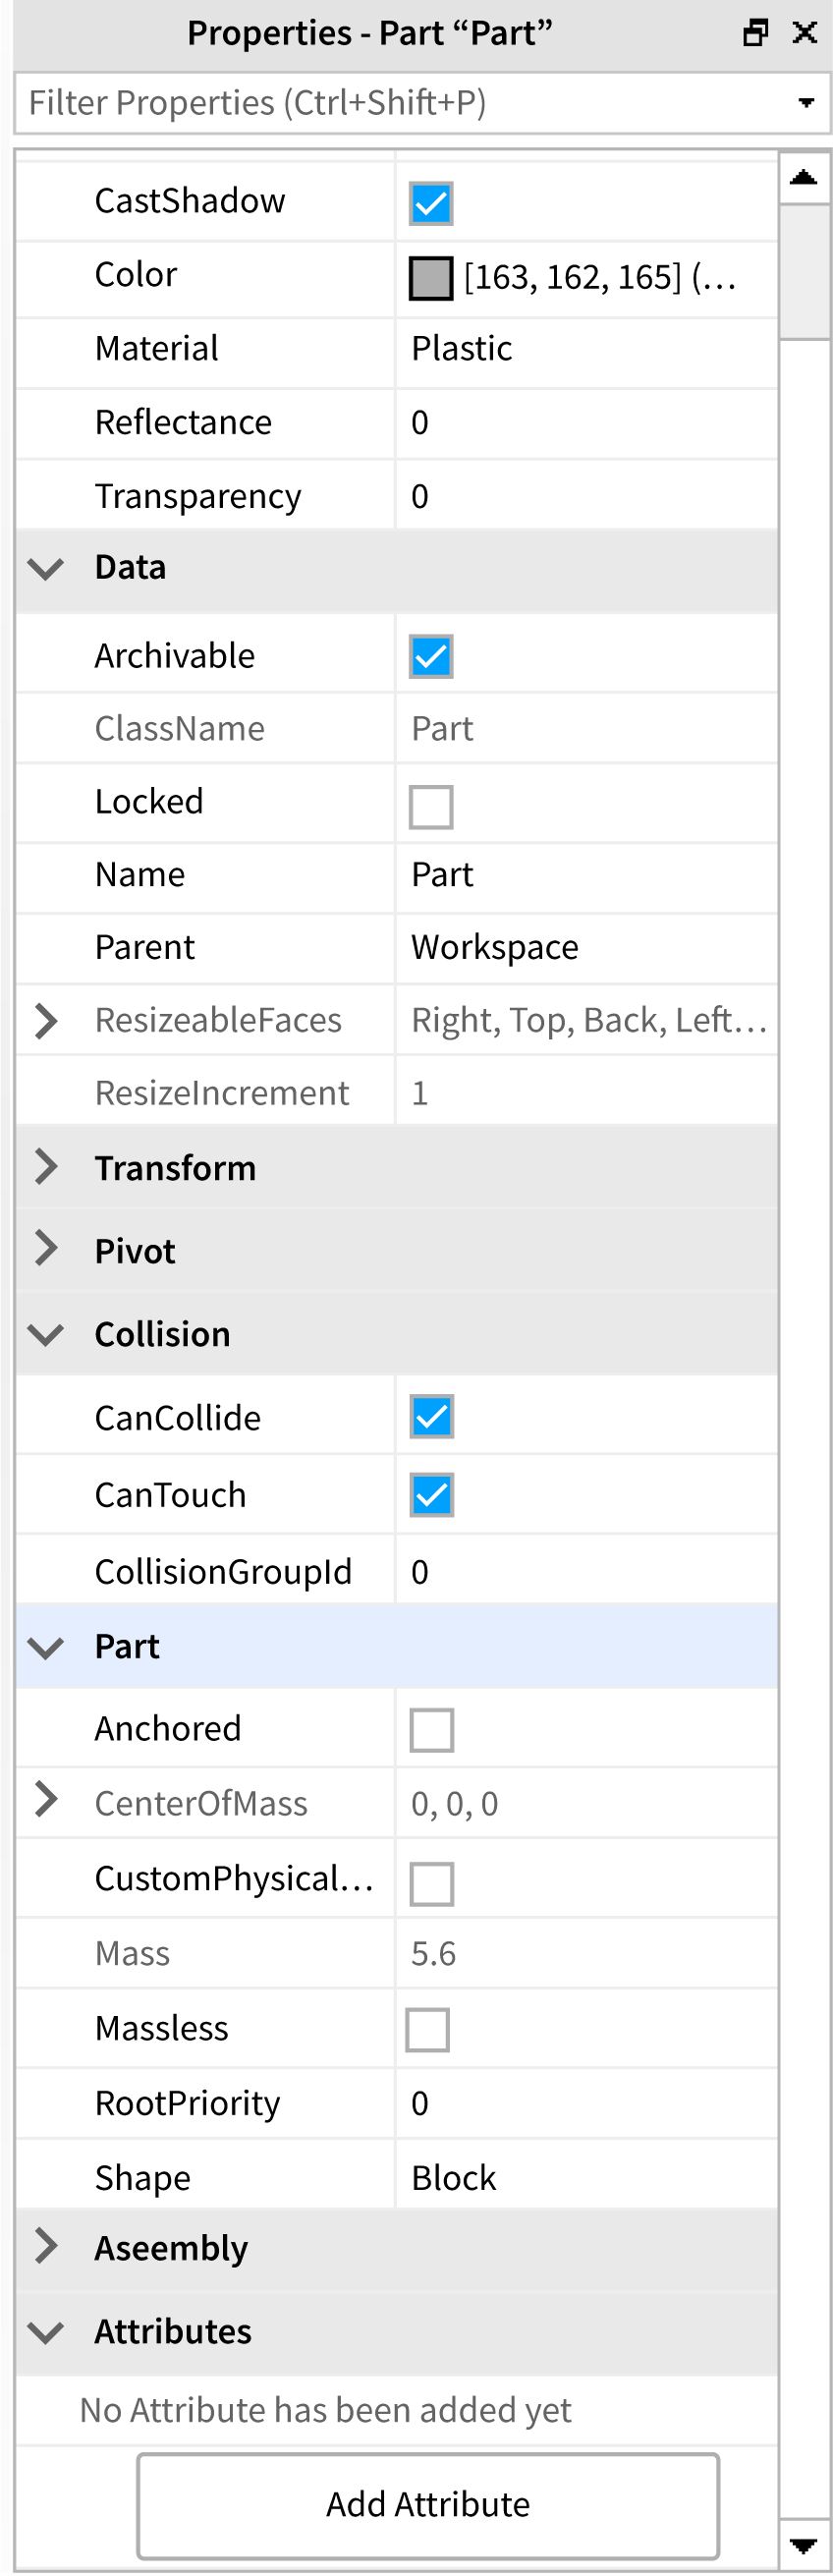 Properties - Part “Part”
Filter Properties (Ctrl+Shift+P)
CastShadow
Color [163, 162, 165] (...
Material Plastic
Reflectance 0
Transparency 0
Data
Archivable
ClassName Part
Locked
Name Part
Parent Workspace
ResizeableFaces Right, Top, Back, Left...
ResizeIncrement 1
Transform
Pivot
Collision
CanCollide
CanTouch
CollisionGroupId 0
Part
Anchored
CenterOfMass 0, 0, 0
CustomPhysical...
Mass 5.6
Massless
RootPriority 0
Shape Block
Aseembly
Attributes
No Attribute has been added yet
Add Attribute